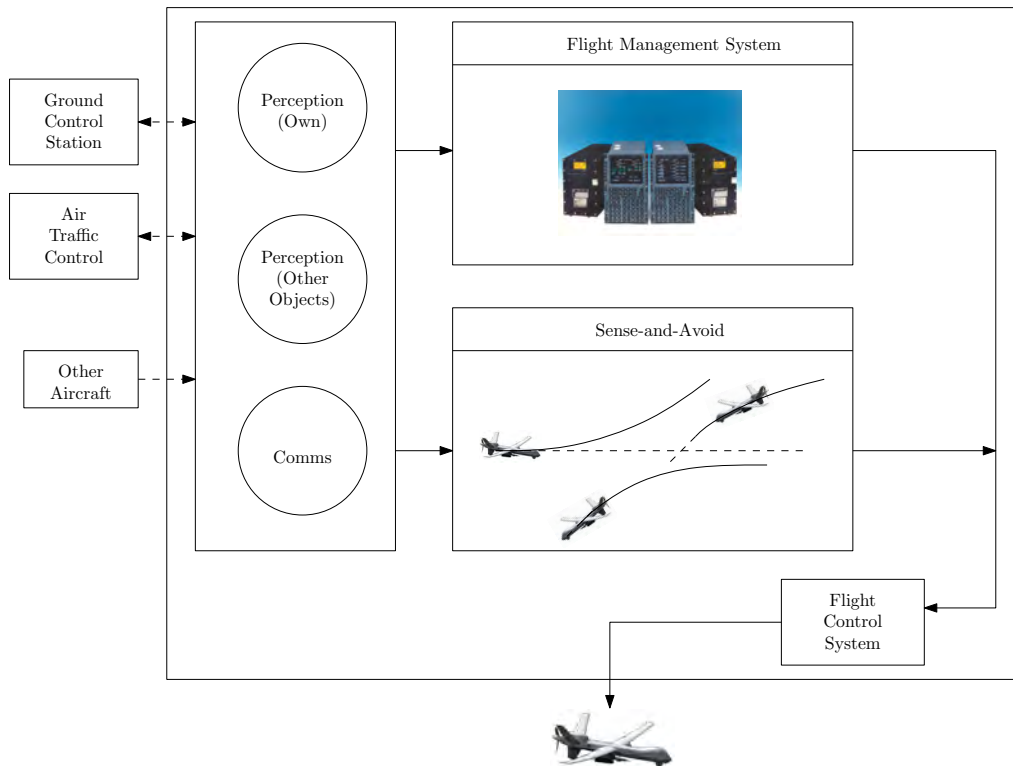 Flight Management System
Ground
Control
Station
Perception
(Own)
Air
Traffic
Control
Perception
(Other
Objects)
Sense-and-Avoid
Other
Aircraft
Comms
Flight
Control
System